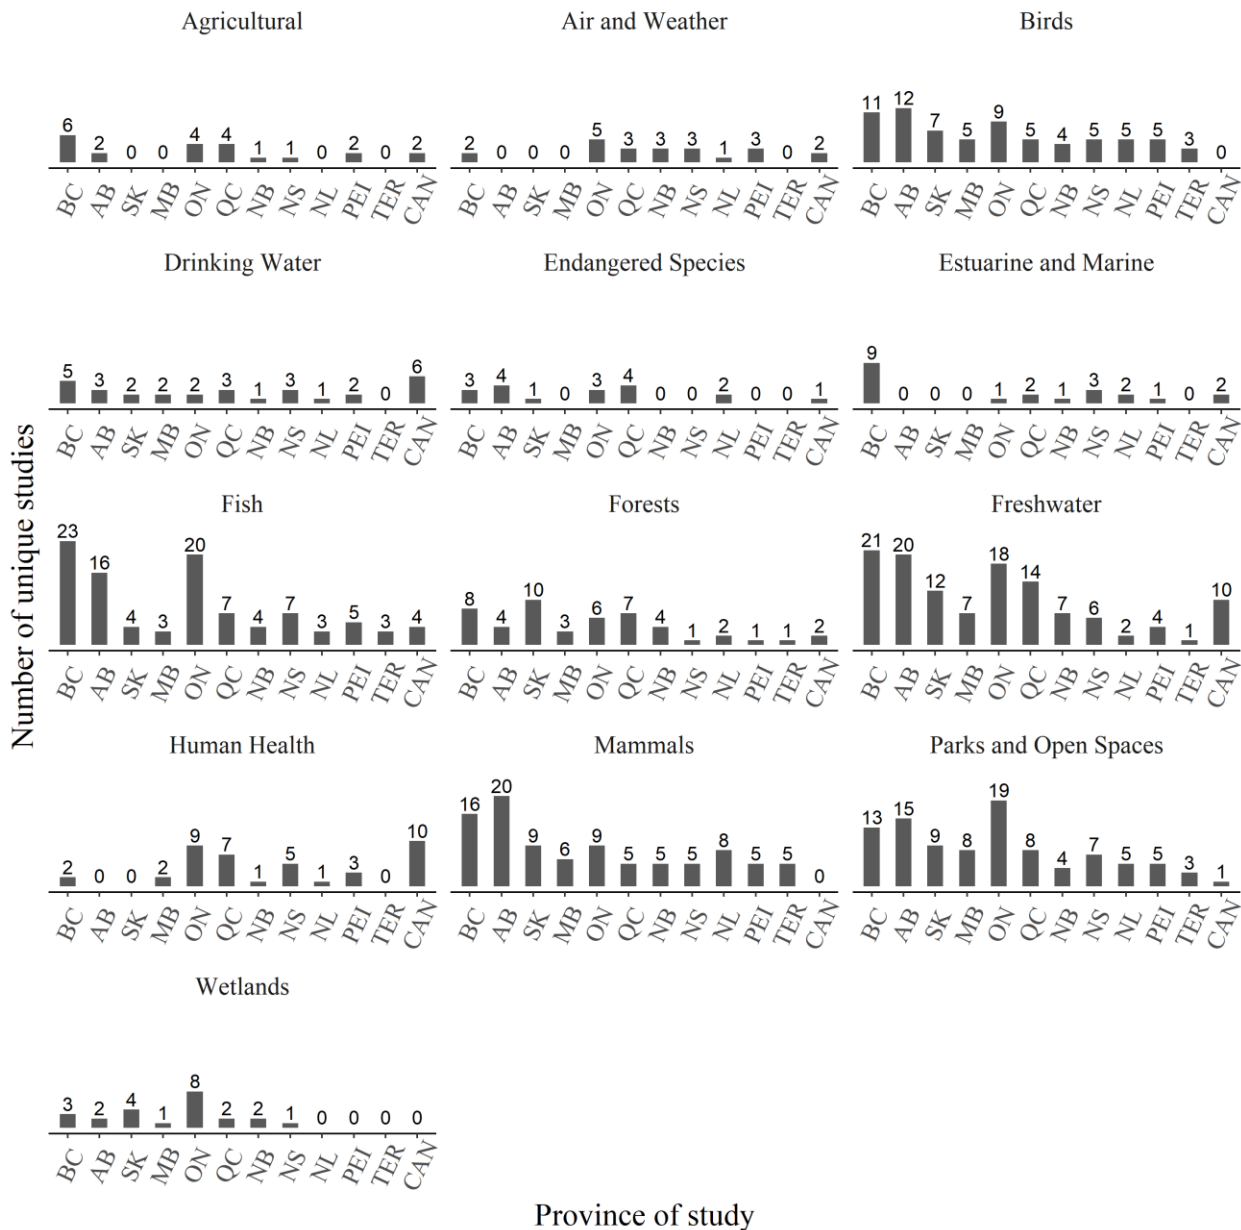 Agricultural Air and Weather Birds
6 2 0 0 4 4 1 1 0 2 0 2
BC AB SK MB ON QC NB NS NL PEI TER CAN
2 0 0 0 5 3 3 3 1 3 0 2
BC AB SK MB ON QC NB NS NL PEI TER CAN
11 12 7 5 9 5 4 5 5 5 3 0
BC AB SK MB ON QC NB NS NL PEI TER CAN
Drinking Water Endangered Species Estuarine and Marine
5 3 2 2 2 3 1 3 1 2 0 6
BC AB SK MB ON QC NB NS NL PEI TER CAN
3 4 1 0 3 4 0 0 2 0 0 1
BC AB SK MB ON QC NB NS NL PEI TER CAN
9 0 0 0 1 2 1 3 2 1 0 2
BC AB SK MB ON QC NB NS NL PEI TER CAN
Number of unique studies
Fish Forests Freshwater
23 16 4 3 20 7 4 7 3 5 3 4
BC AB SK MB ON QC NB NS NL PEI TER CAN
8 4 10 3 6 7 4 1 2 1 1 2
BC AB SK MB ON QC NB NS NL PEI TER CAN
21 20 12 7 18 14 7 6 2 4 1 10
BC AB SK MB ON QC NB NS NL PEI TER CAN
Human Health Mammals Parks and Open Spaces
2 0 0 2 9 7 1 5 1 3 0 10
BC AB SK MB ON QC NB NS NL PEI TER CAN
16 20 9 6 9 5 5 5 8 5 5 0
BC AB SK MB ON QC NB NS NL PEI TER CAN
13 15 9 8 19 8 4 7 5 5 3 1
BC AB SK MB ON QC NB NS NL PEI TER CAN
Wetlands
3 2 4 1 8 2 2 1 0 0 0 0
BC AB SK MB ON QC NB NS NL PEI TER CAN
Province of study